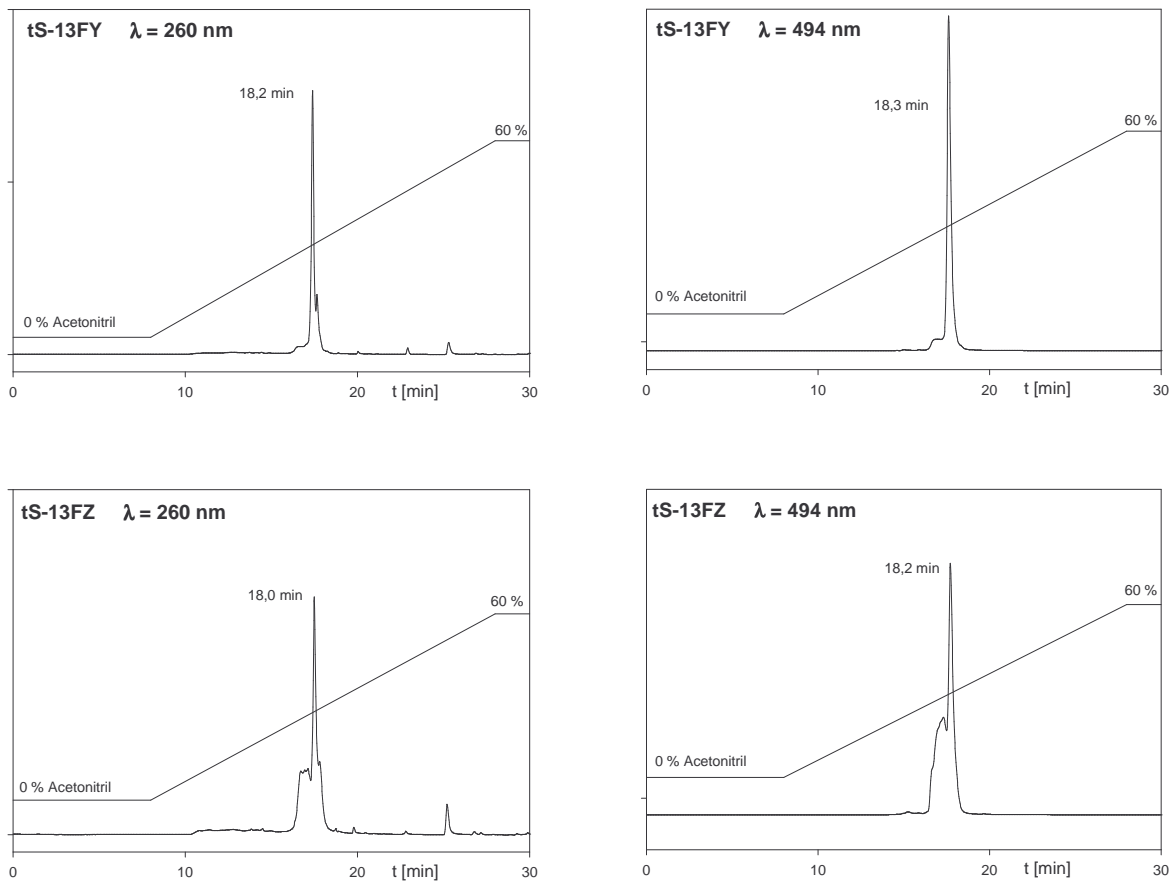 tS-13FY λ = 260 nm
18,2 min
60 %
0 % Acetonitril
0 10 20 t [min] 30
tS-13FY λ = 494 nm
18,3 min
60 %
0 % Acetonitril
0 10 20 t [min] 30
tS-13FZ λ = 260 nm
18,0 min
60 %
0 % Acetonitril
0 10 20 t [min] 30
tS-13FZ λ = 494 nm
18,2 min
60 %
0 % Acetonitril
0 10 20 t [min] 30